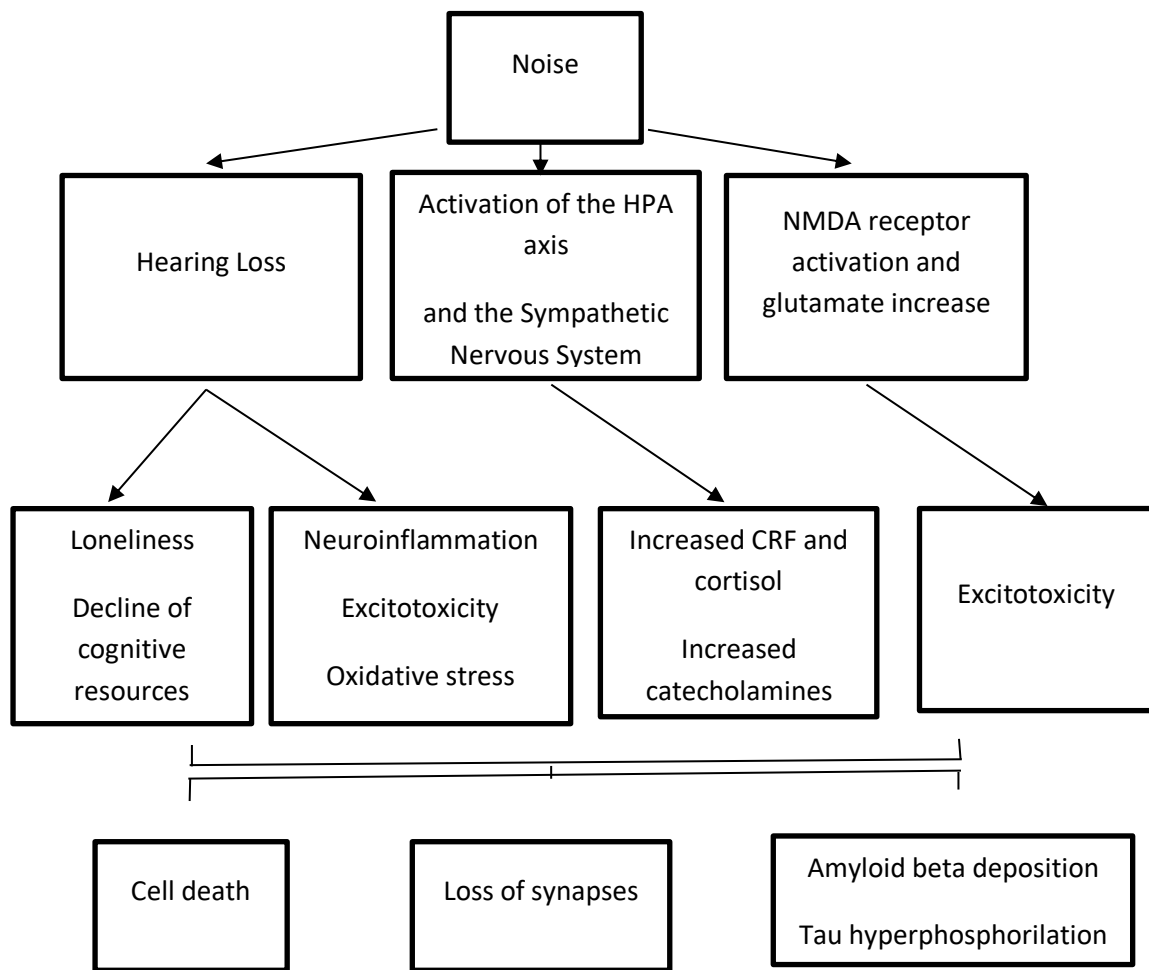 Noise
Hearing Loss
Activation of the HPA
axis
and the Sympathetic
Nervous System
NMDA receptor
activation and
glutamate increase
Loneliness
Decline of
cognitive
resources
Neuroinflammation
Excitotoxicity
Oxidative stress
Increased CRF and
cortisol
Increased
catecholamines
Excitotoxicity
Cell death
Loss of synapses
Amyloid beta deposition
Tau hyperphosphorilation